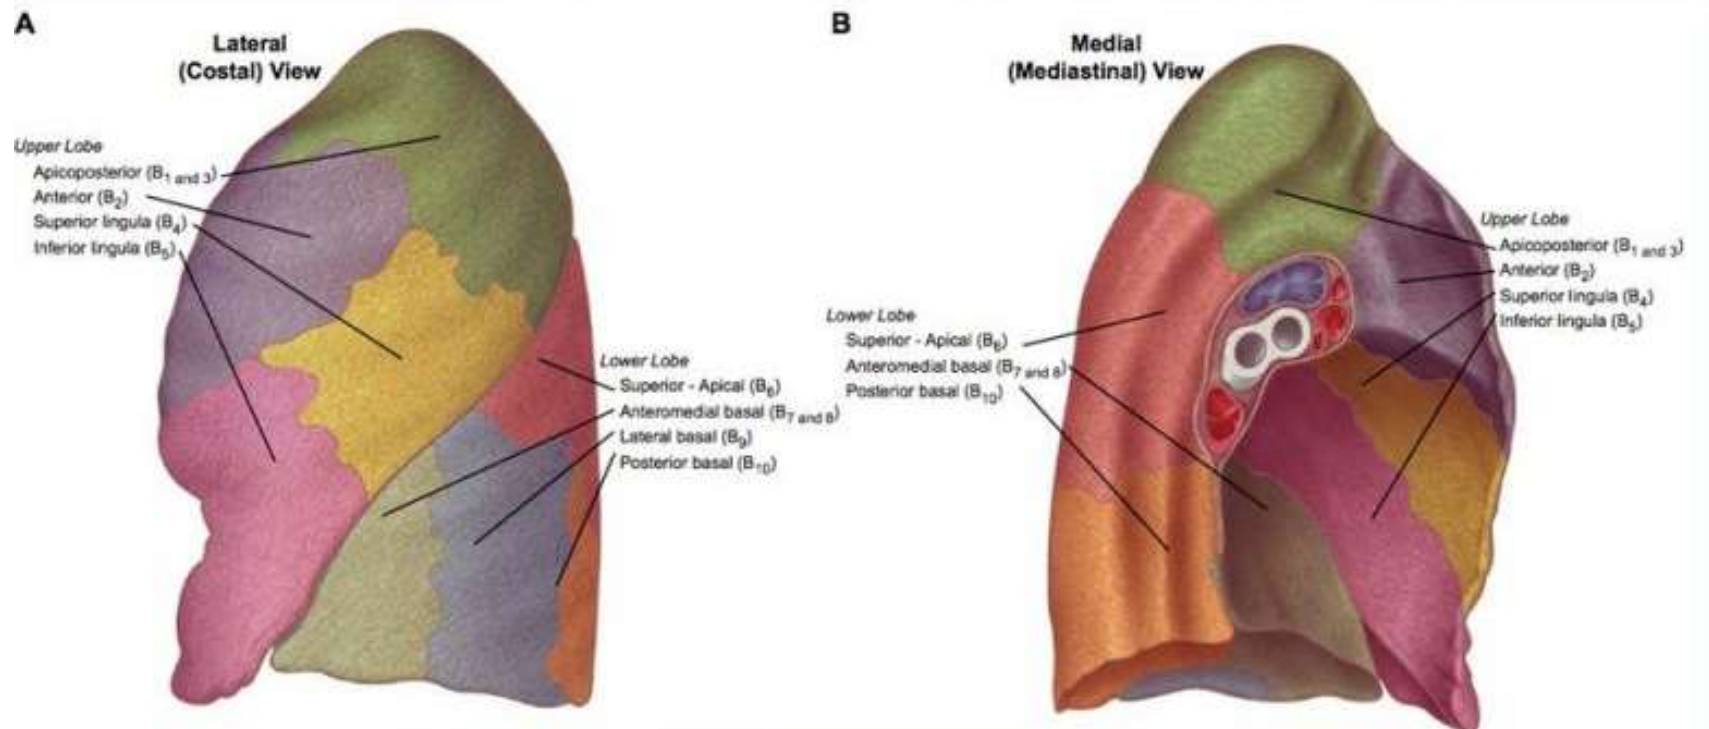 A
Lateral
(Costal) View
Upper Lobe
Apicoposterior (B1 and 3)
Anterior (B2)
Superior lingula (B4)
Inferior lingula (B5)
Lower Lobe
Superior - Apical (B6)
Anteromedial basal (B7 and 8)
Lateral basal (B9)
Posterior basal (B10)
B
Medial
(Mediastinal) View
Lower Lobe
Superior - Apical (B6)
Anteromedial basal (B7 and 8)
Posterior basal (B10)
Upper Lobe
Apicoposterior (B1 and 3)
Anterior (B2)
Superior lingula (B4)
Inferior lingula (B5)